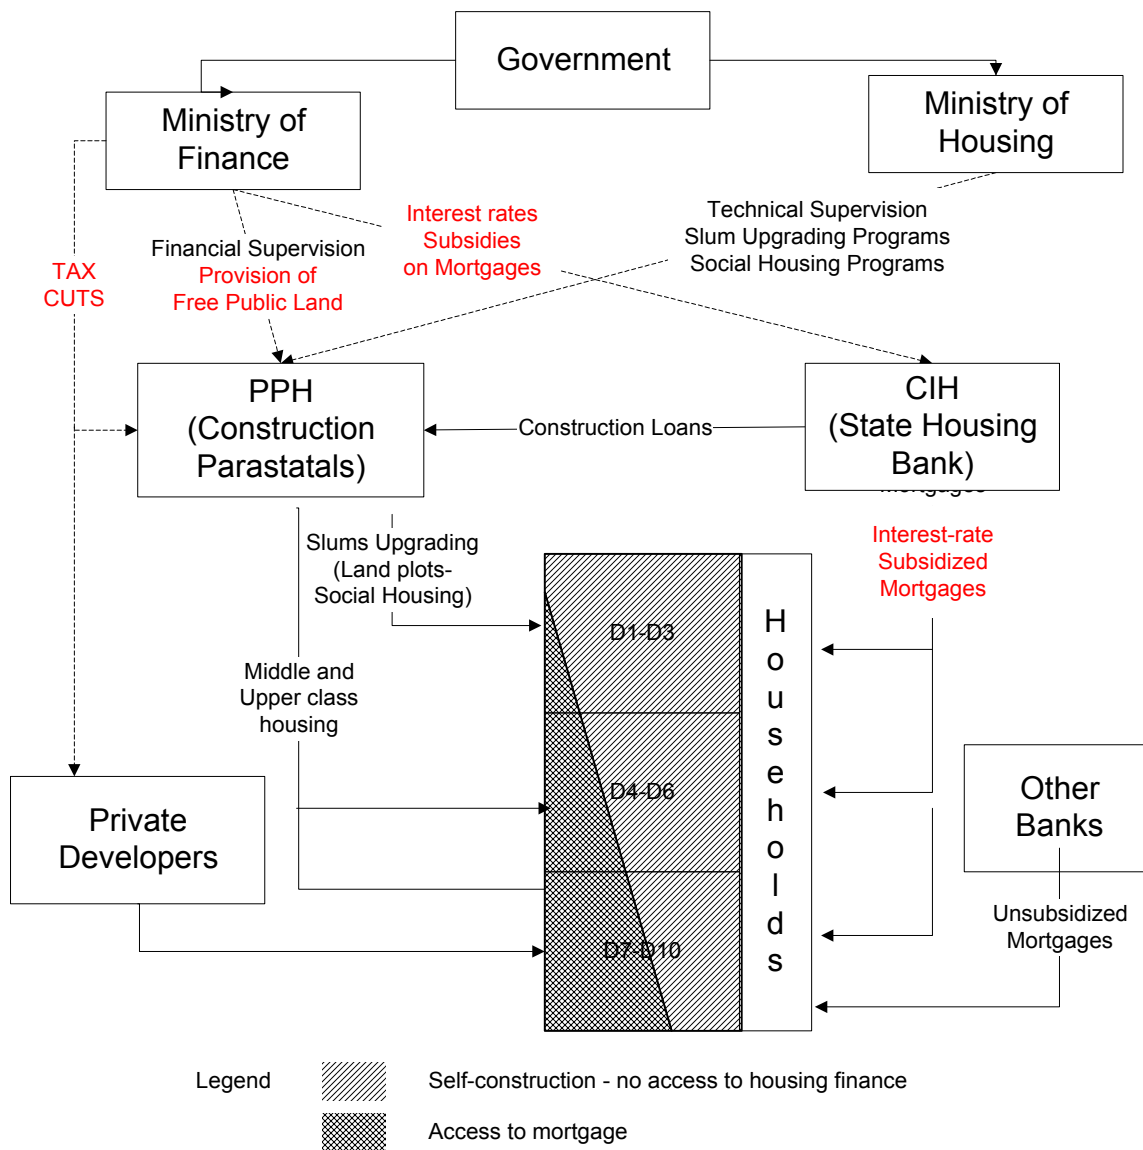 Government
Ministry of
Finance
Ministry of
Housing
Interest rates
Subsidies
on Mortgages
Technical Supervision
Slum Upgrading Programs
Social Housing Programs
Financial Supervision
Provision of
Free Public Land
TAX
CUTS
PPH
(Construction
Parastatals)
Construction Loans
CIH
(State Housing
Bank)
Mortgages
Interest-rate
Subsidized
Mortgages
Slums Upgrading
(Land plots-
Social Housing)
Middle and
Upper class
housing
D1-D3
D4-D6
D7-D10
Households
Private
Developers
Other
Banks
Unsubsidized
Mortgages
Legend
Self-construction - no access to housing finance
Access to mortgage